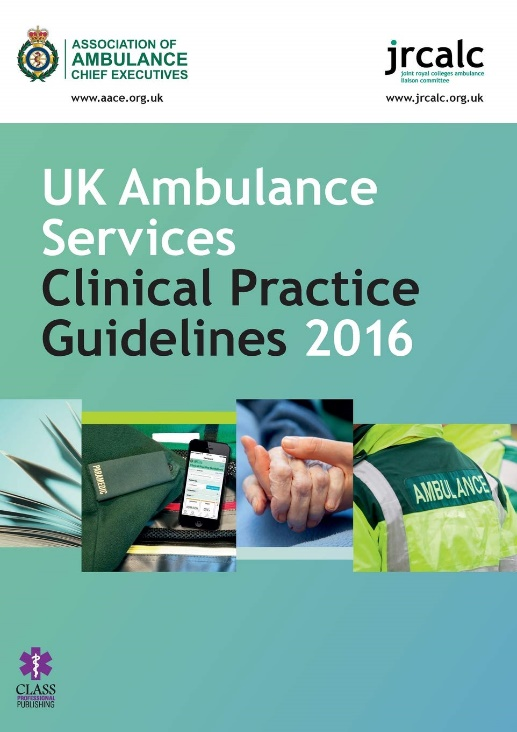 ASSOCIATION OF
AMBULANCE
CHIEF EXECUTIVES
www.aace.org.uk
jrcalc
joint royal colleges ambulance
liaison committee
www.jrcalc.org.uk
UK Ambulance
Services
Clinical Practice
Guidelines 2016
PARAMEDIC
AMBULANCE
CLASS
PROFESSIONAL
PUBLISHING